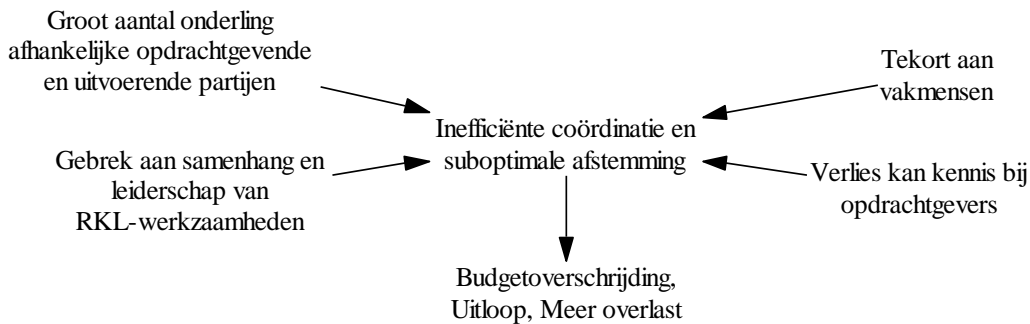 Groot aantal onderling
afhankelijke opdrachtgevende
en uitvoerende partijen
Tekort aan
vakmensen
Inefficiënte coördinatie en
suboptimale afstemming
Gebrek aan samenhang en
leiderschap van
RKL-werkzaamheden
Verlies kan kennis bij
opdrachtgevers
Budgetoverschrijding,
Uitloop, Meer overlast